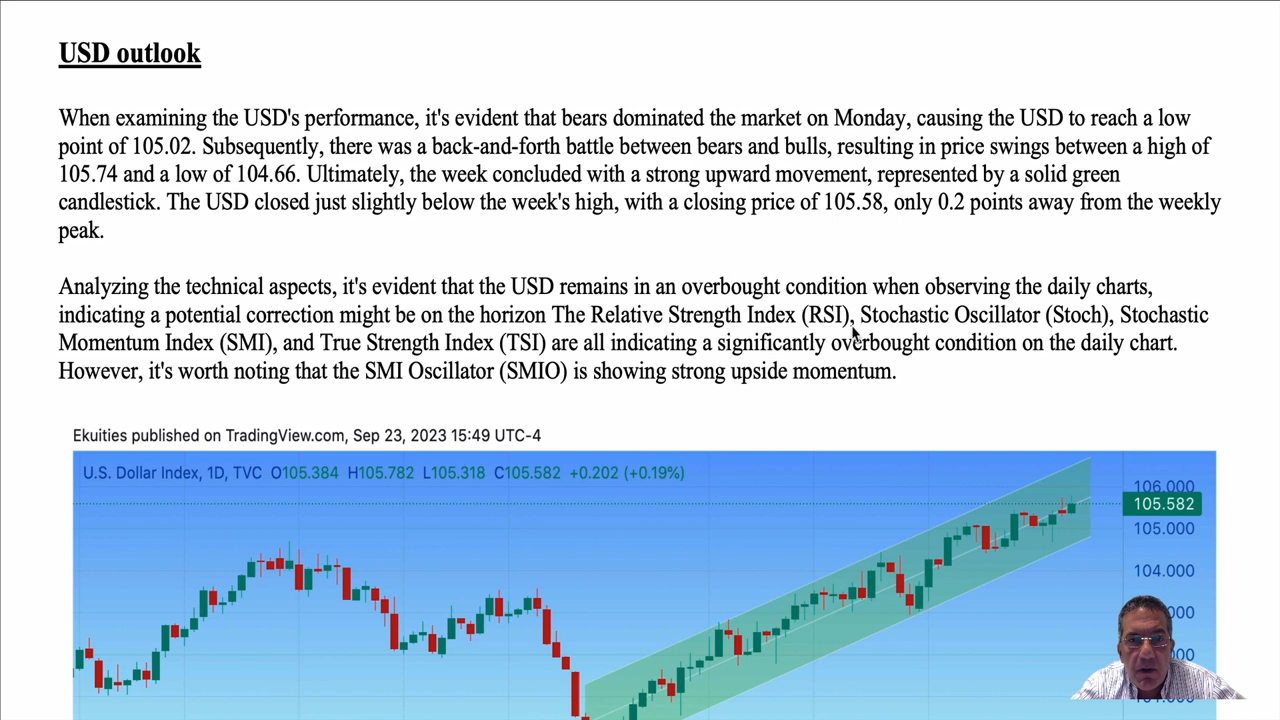 USD outlook
When examining the USD's performance, it's evident that bears dominated the market on Monday, causing the USD to reach a low
point of 105.02. Subsequently, there was a back-and-forth battle between bears and bulls, resulting in price swings between a high of
105.74 and a low of 104.66. Ultimately, the week concluded with a strong upward movement, represented by a solid green
candlestick. The USD closed just slightly below the week's high, with a closing price of 105.58, only 0.2 points away from the weekly
peak.
Analyzing the technical aspects, it's evident that the USD remains in an overbought condition when observing the daily charts,
indicating a potential correction might be on the horizon The Relative Strength Index (RSI), Stochastic Oscillator (Stoch), Stochastic
Momentum Index (SMI), and True Strength Index (TSI) are all indicating a significantly overbought condition on the daily chart.
However, it's worth noting that the SMI Oscillator (SMIO) is showing strong upside momentum.
Ekuities published on TradingView.com, Sep 23, 2023 15:49 UTC-4
U.S. Dollar Index, 1D, TVC O105.384 H105.782 L105.318 C105.582 +0.202 (+0.19%)
106.000
105.582
105.000
104.000